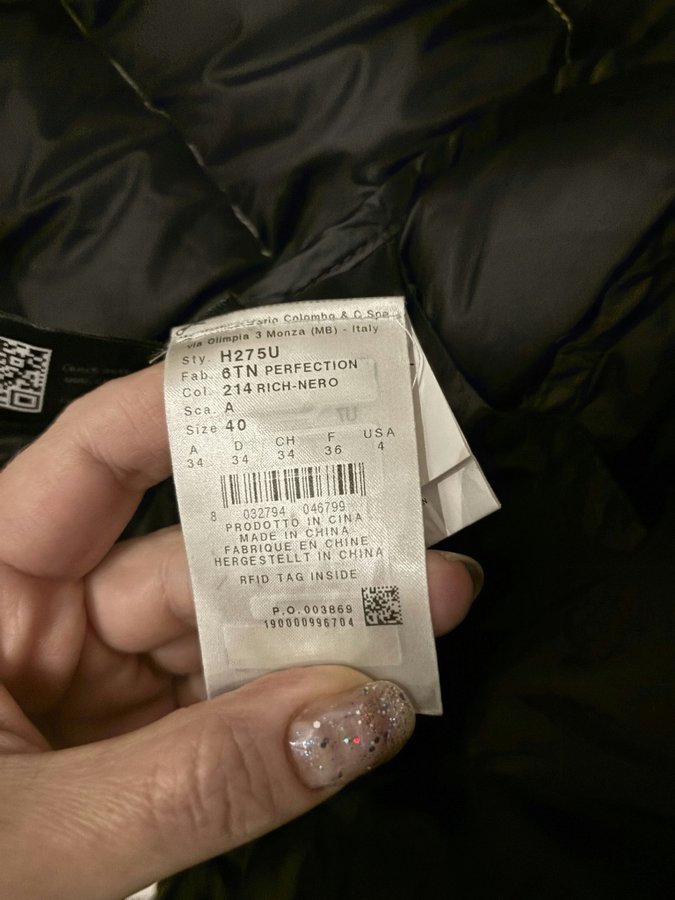 Colombo & C Spa
via Olimpia 3 Monza (MB) - Italy
Sty. H275U
Fab. 6TN PERFECTION
Col. 214 RICH-NERO
Sca. A
Size 40
A D CH F USA
34 34 34 36 4
8 032794 046799
PRODOTTO IN CINA
MADE IN CHINA
FABRIQUE EN CHINE
HERGESTELLT IN CHINA
RFID TAG INSIDE
P.O. 003869
190000996704